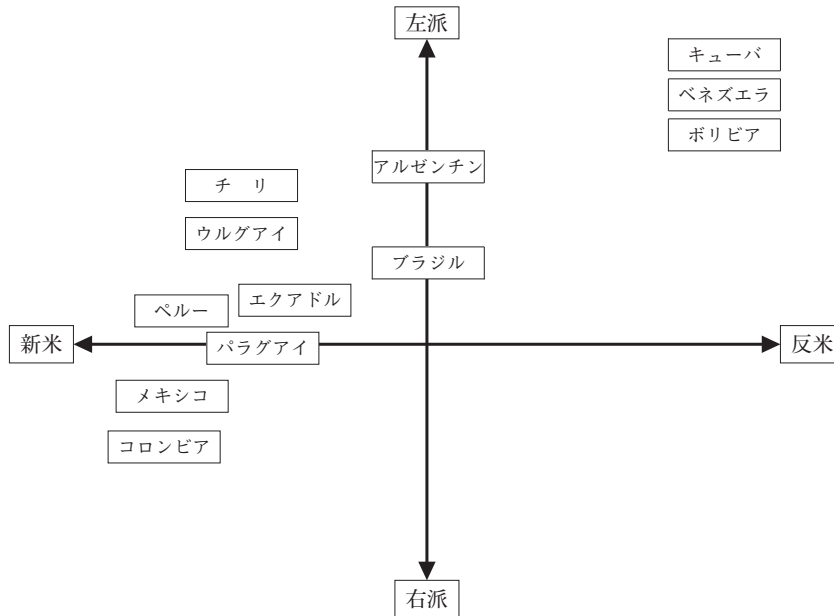 左派
キューバ
ベネズエラ
ボリビア
アルゼンチン
チ　リ
ウルグアイ
ブラジル
エクアドル
ペルー
新米
パラグアイ
反米
メキシコ
コロンビア
右派